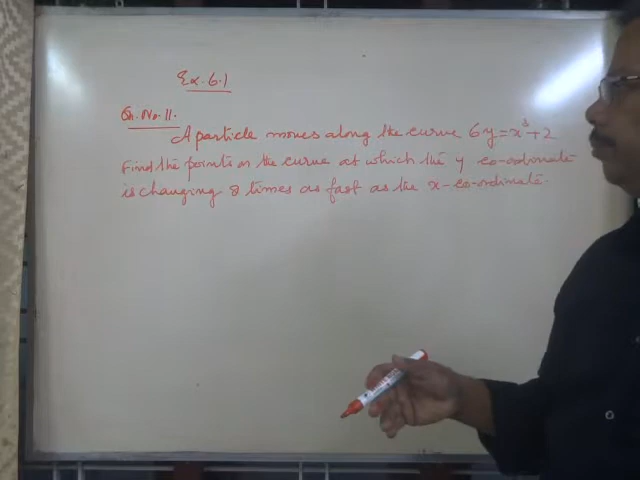 Ex. 6.1
Q. No. 11.
A particle moves along the curve 6y = x³ + 2
Find the points on the curve at which the y co-ordinate
is changing 8 times as fast as the x-co-ordinate.